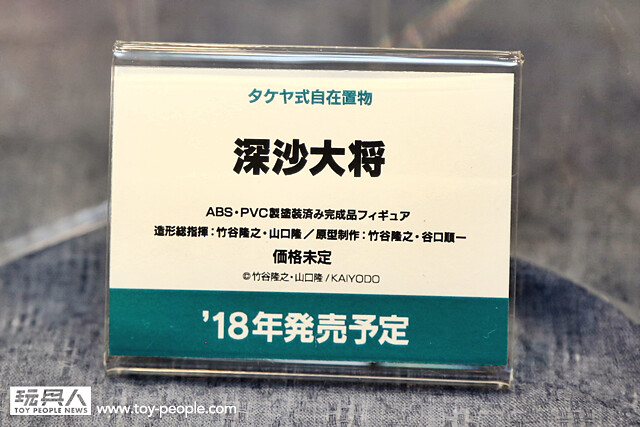 タケヤ式自在置物
深沙大将
ABS・PVC製塗装済み完成品フィギュア
造形総指揮：竹谷隆之・山口隆／原型制作：竹谷隆之・谷口順一
価格未定
©竹谷隆之・山口隆/KAIYODO
'18年発売予定
玩具人
TOY PEOPLE NEWS
www.toy-people.com